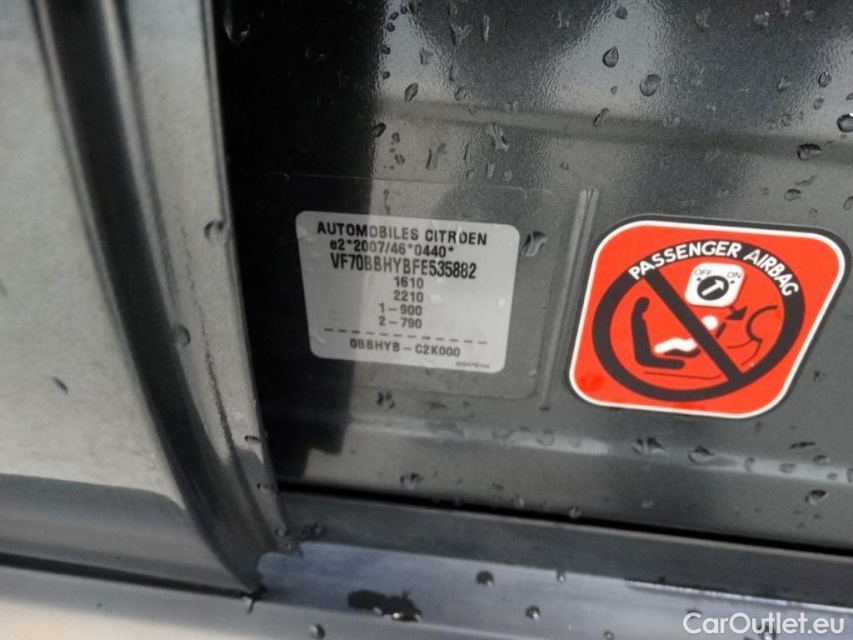 AUTOMOBILES CITROEN
e2*2007/46*0440*
VF70BBHYBFE535882
1610
2210
1-900
2-790
0BBHYB-C2K000
PASSENGER AIRBAG
OFF ON
CarOutlet.eu